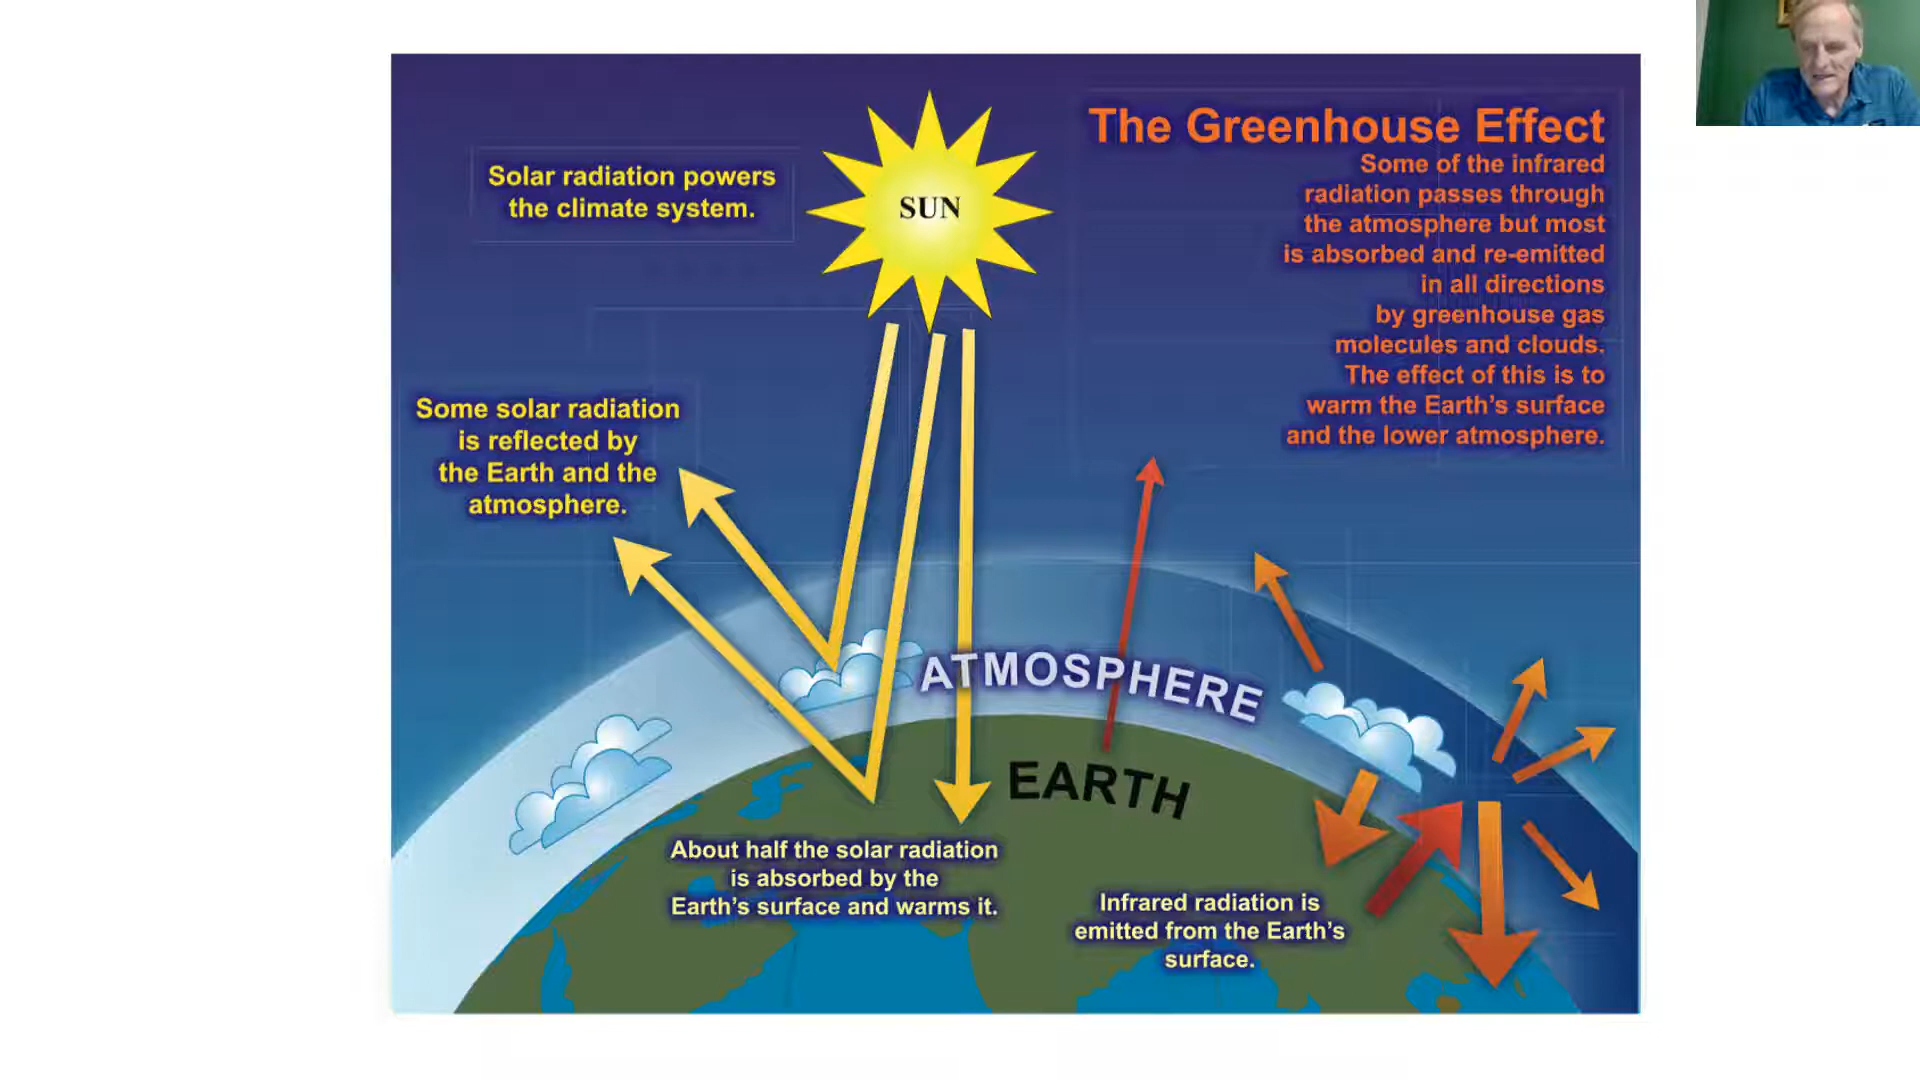 Solar radiation powers
the climate system.
SUN
The Greenhouse Effect
Some of the infrared
radiation passes through
the atmosphere but most
is absorbed and re-emitted
in all directions
by greenhouse gas
molecules and clouds.
The effect of this is to
warm the Earth's surface
and the lower atmosphere.
Some solar radiation
is reflected by
the Earth and the
atmosphere.
ATMOSPHERE
EARTH
About half the solar radiation
is absorbed by the
Earth's surface and warms it.
Infrared radiation is
emitted from the Earth's
surface.